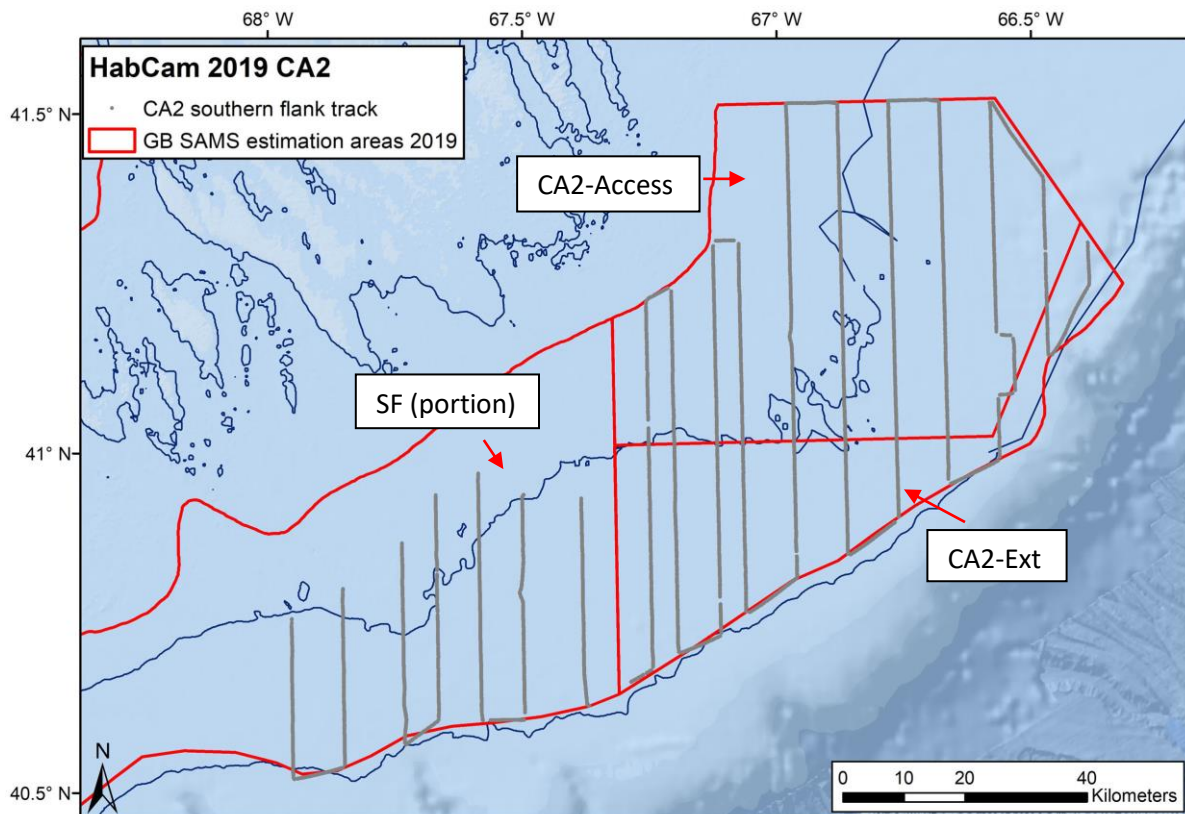 68° W
67.5° W
67° W
66.5° W
HabCam 2019 CA2
CA2 southern flank track
GB SAMS estimation areas 2019
41.5° N
CA2-Access
SF (portion)
41° N
CA2-Ext
N
40.5° N
0
10
20
40
Kilometers